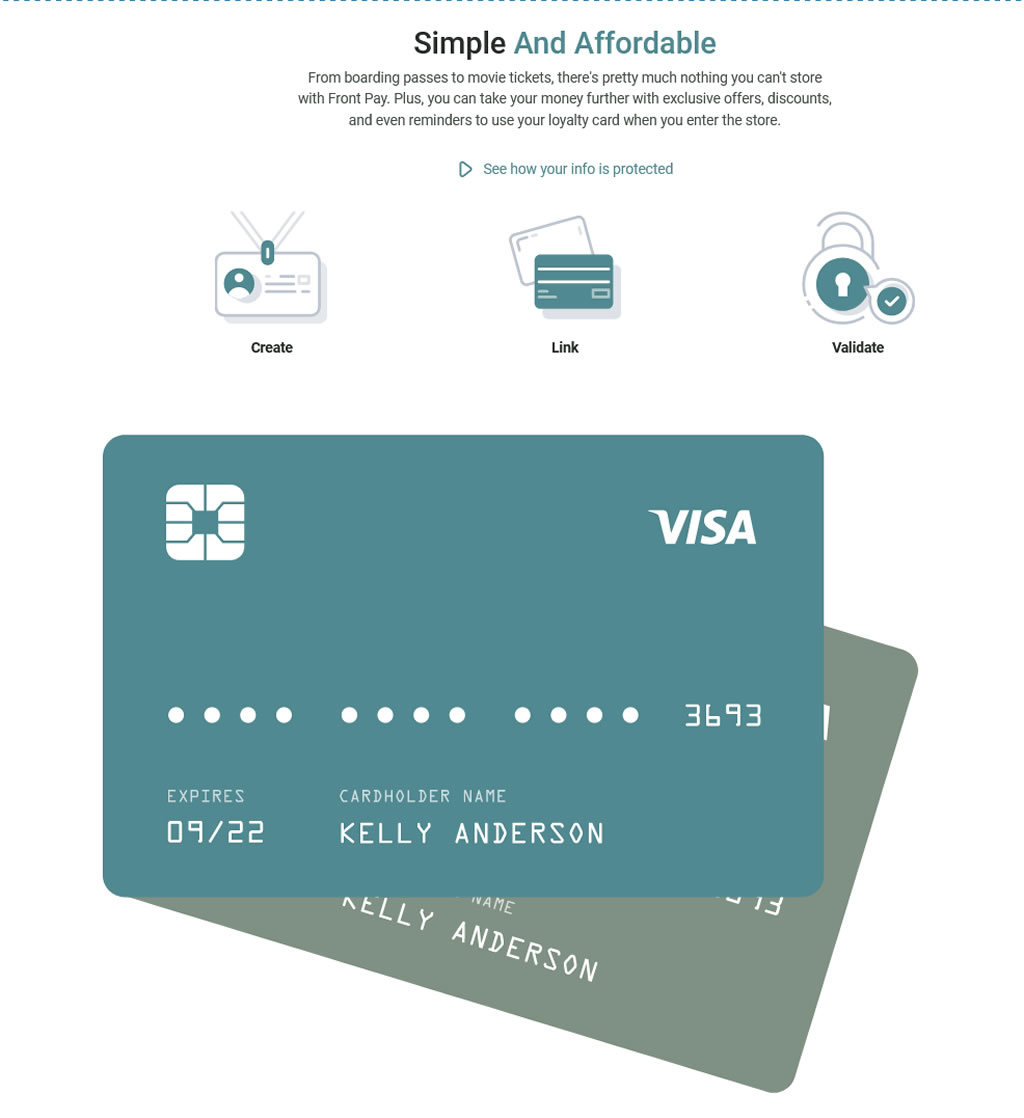 Simple And Affordable
From boarding passes to movie tickets, there's pretty much nothing you can't store
with Front Pay. Plus, you can take your money further with exclusive offers, discounts,
and even reminders to use your loyalty card when you enter the store.
See how your info is protected
Create
Link
Validate
VISA
3693
EXPIRES
CARDHOLDER NAME
09/22
KELLY ANDERSON
NAME
KELLY ANDERSON